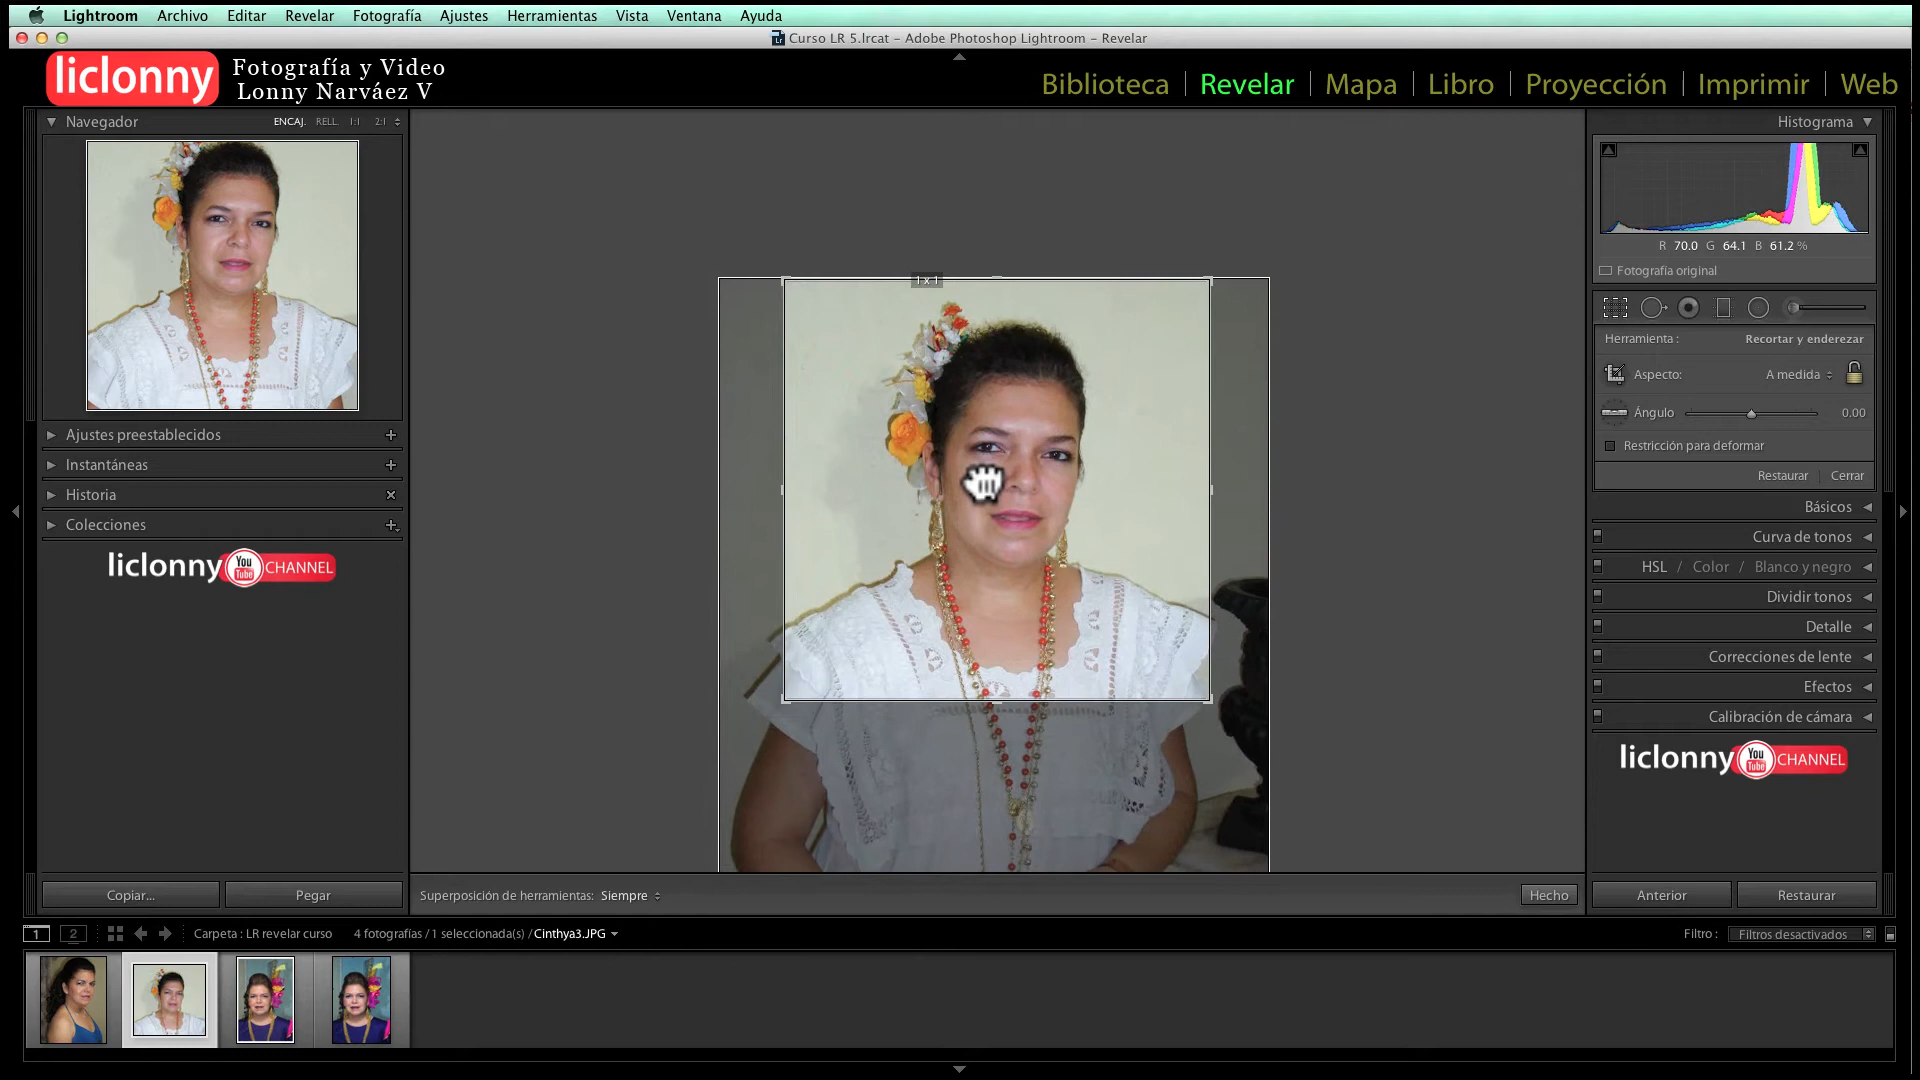 Lightroom Archivo Editar Revelar Fotografía Ajustes Herramientas Vista Ventana Ayuda
Curso LR 5.lrcat – Adobe Photoshop Lightroom – Revelar
liclonny Fotografía y Video
Lonny Narváez V
Biblioteca Revelar Mapa Libro Proyección Imprimir Web
Navegador ENCAJ. RELL. 1:1 2:1
Histograma
R 70.0 G 64.1 B 61.2 %
Fotografía original
1 x 1
Herramienta : Recortar y enderezar
Aspecto: A medida
Ángulo 0.00
Restricción para deformar
Restaurar Cerrar
Ajustes preestablecidos
Instantáneas
Historia
Colecciones
liclonny You Tube CHANNEL
Básicos
Curva de tonos
HSL / Color / Blanco y negro
Dividir tonos
Detalle
Correcciones de lente
Efectos
Calibración de cámara
liclonny You Tube CHANNEL
Copiar... Pegar
Superposición de herramientas: Siempre
Hecho
Anterior Restaurar
1 2 Carpeta : LR revelar curso 4 fotografías / 1 seleccionada(s) / Cinthya3.JPG
Filtro : Filtros desactivados